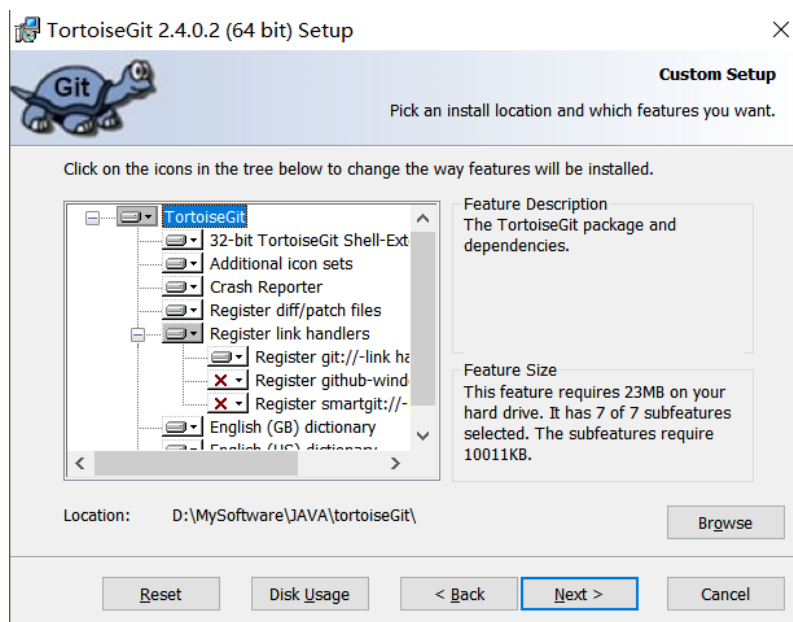 TortoiseGit 2.4.0.2 (64 bit) Setup
Git
Custom Setup
Pick an install location and which features you want.
Click on the icons in the tree below to change the way features will be installed.
TortoiseGit
32-bit TortoiseGit Shell-Ext
Additional icon sets
Crash Reporter
Register diff/patch files
Register link handlers
Register git://-link ha
Register github-wind
Register smartgit://-
English (GB) dictionary
English (US) dictionary
Feature Description
The TortoiseGit package and
dependencies.
Feature Size
This feature requires 23MB on your
hard drive. It has 7 of 7 subfeatures
selected. The subfeatures require
10011KB.
Location: D:\MySoftware\JAVA\tortoiseGit\
Browse
Reset
Disk Usage
< Back
Next >
Cancel